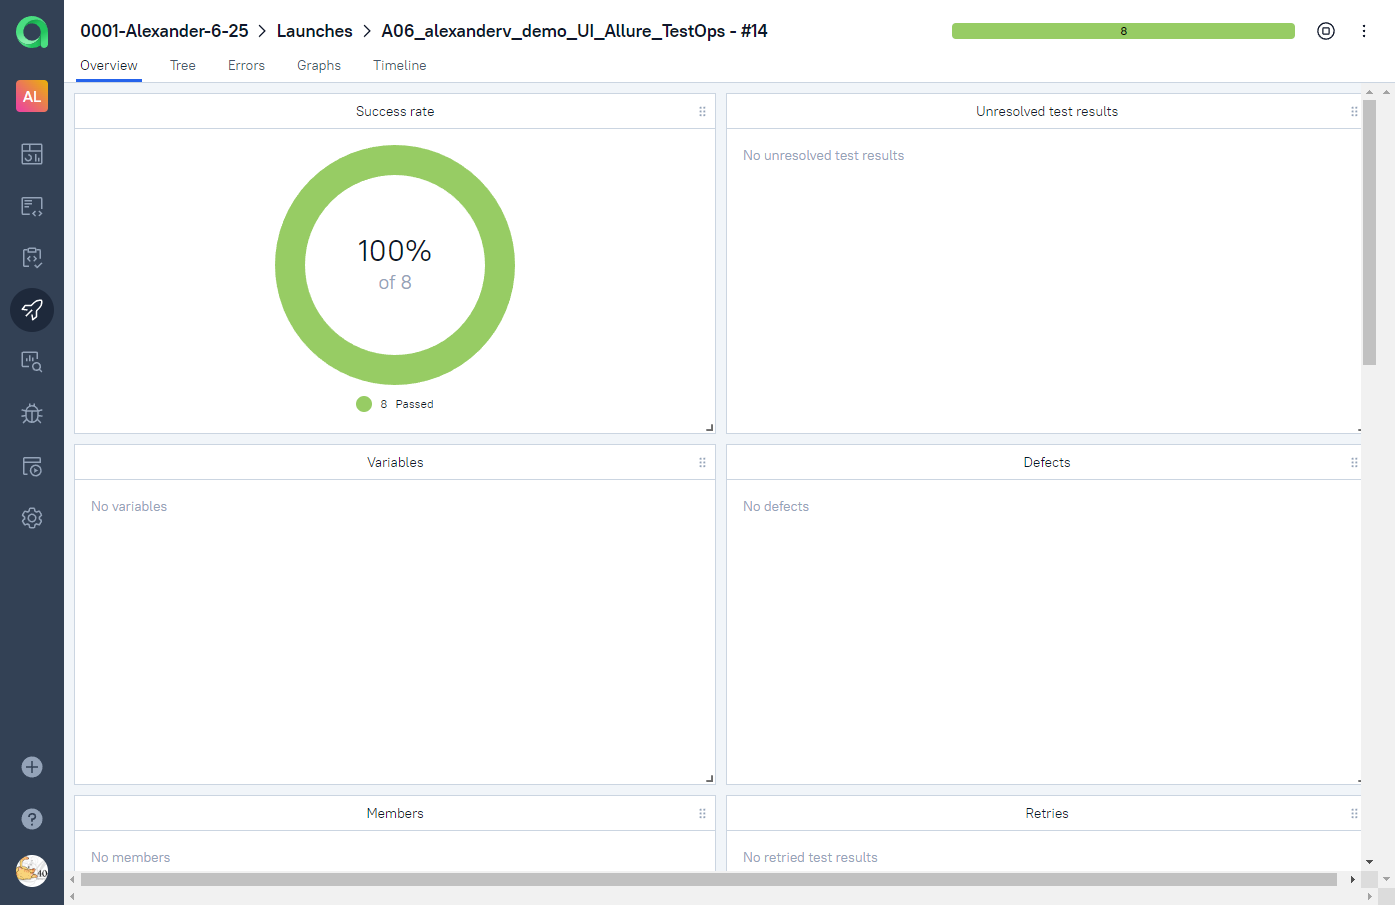 0001-Alexander-6-25 > Launches > A06_alexanderv_demo_UI_Allure_TestOps - #14
8
Overview Tree Errors Graphs Timeline
AL
Success rate
100%
of 8
8 Passed
Unresolved test results
No unresolved test results
Variables
No variables
Defects
No defects
Members
No members
Retries
No retried test results
40